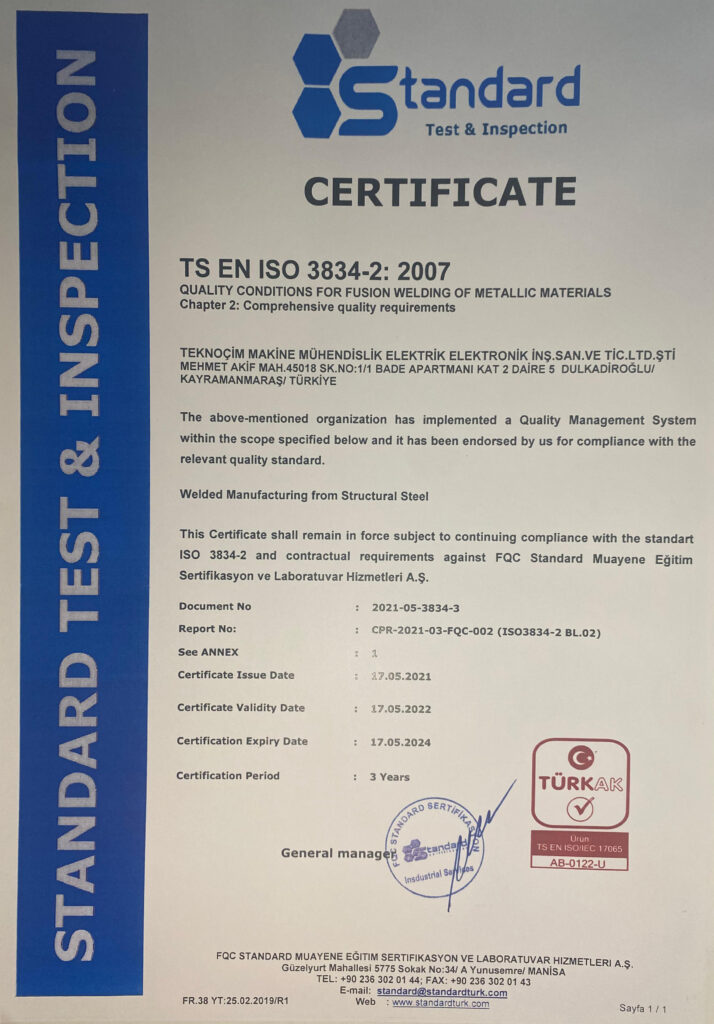 STANDARD TEST & INSPECTION
Standard
Test & Inspection
CERTIFICATE
TS EN ISO 3834-2: 2007
QUALITY CONDITIONS FOR FUSION WELDING OF METALLIC MATERIALS
Chapter 2: Comprehensive quality requirements
TEKNOÇİM MAKİNE MÜHENDİSLİK ELEKTRİK ELEKTRONİK İNŞ.SAN.VE TİC.LTD.ŞTİ
MEHMET AKİF MAH.45018 SK.NO:1/1 BADE APARTMANI KAT 2 DAİRE 5 DULKADİROĞLU/
KAYRAMANMARAŞ/ TÜRKİYE
The above-mentioned organization has implemented a Quality Management System
within the scope specified below and it has been endorsed by us for compliance with the
relevant quality standard.
Welded Manufacturing from Structural Steel
This Certificate shall remain in force subject to continuing compliance with the standart
ISO 3834-2 and contractual requirements against FQC Standard Muayene Eğitim
Sertifikasyon ve Laboratuvar Hizmetleri A.Ş.
Document No : 2021-05-3834-3
Report No: : CPR-2021-03-FQC-002 (ISO3834-2 BL.02)
See ANNEX : 1
Certificate Issue Date : 17.05.2021
Certificate Validity Date : 17.05.2022
Certification Expiry Date : 17.05.2024
Certification Period : 3 Years
TÜRKAK
Ürün
TS EN ISO/IEC 17065
AB-0122-U
General manager
FQC STANDARD SERTİFİKASYON
Standard
Insdustrial Services
FQC STANDARD MUAYENE EĞİTİM SERTIFIKASYON VE LABORATUVAR HIZMETLERI A.Ş.
Güzelyurt Mahallesi 5775 Sokak No:34/ A Yunusemre/ MANİSA
TEL: +90 236 302 01 44; FAX: +90 236 302 01 43
E-mail: standard@standardturk.com
FR.38 YT:25.02.2019/R1
Web : www.standardturk.com
Sayfa 1 / 1